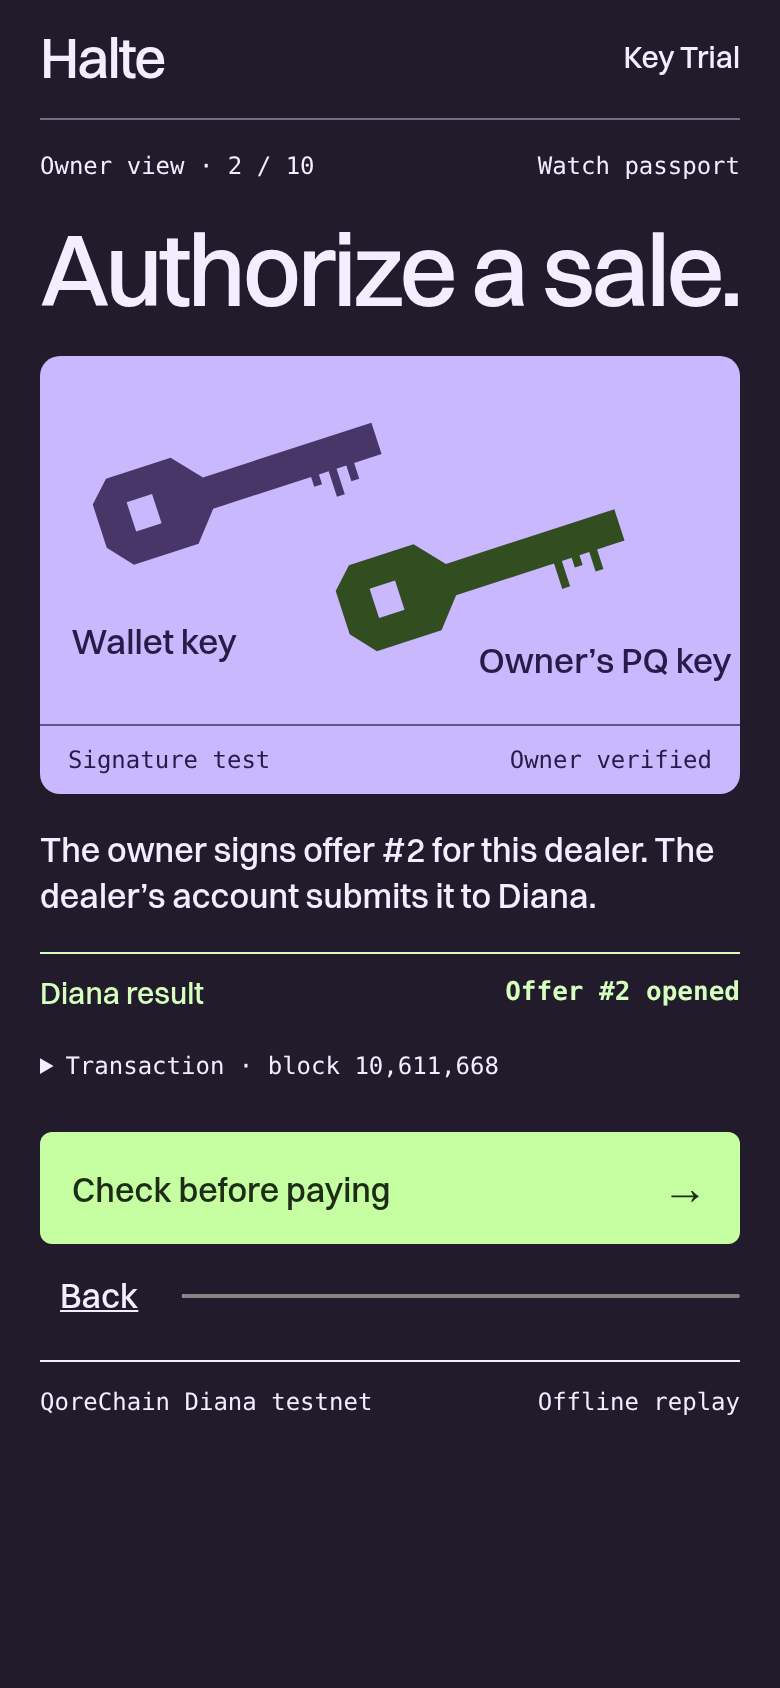 Halte
Key Trial
Owner view · 2 / 10
Watch passport
Authorize a sale.
Wallet key
Owner’s PQ key
Signature test
Owner verified
The owner signs offer #2 for this dealer. The
dealer’s account submits it to Diana.
Diana result
Offer #2 opened
▶ Transaction · block 10,611,668
Check before paying →
Back
QoreChain Diana testnet
Offline replay